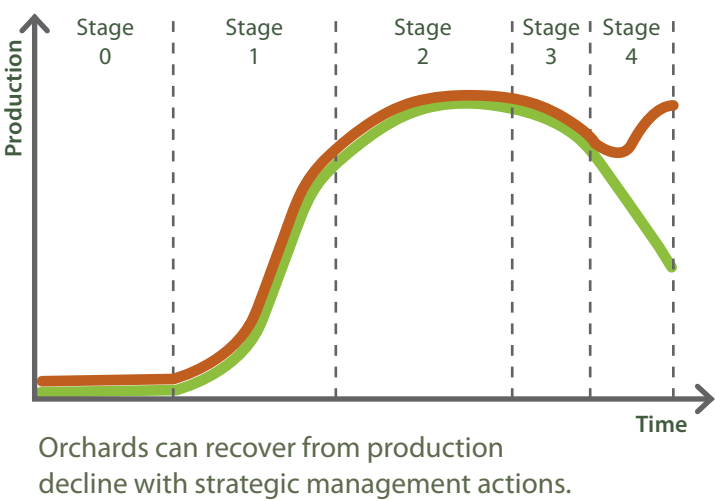 Stage
0
Stage
1
Stage
2
Stage
3
Stage
4
Production
Time
Orchards can recover from production
decline with strategic management actions.